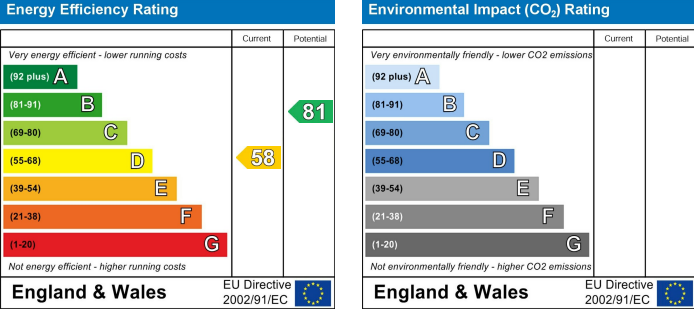 Energy Efficiency Rating
Current Potential
Very energy efficient - lower running costs
(92 plus) A
(81-91) B
81
(69-80) C
(55-68) D
58
(39-54) E
(21-38) F
(1-20) G
Not energy efficient - higher running costs
England & Wales
EU Directive
2002/91/EC
Environmental Impact (CO₂) Rating
Current Potential
Very environmentally friendly - lower CO2 emissions
(92 plus) A
(81-91) B
(69-80) C
(55-68) D
(39-54) E
(21-38) F
(1-20) G
Not environmentally friendly - higher CO2 emissions
England & Wales
EU Directive
2002/91/EC